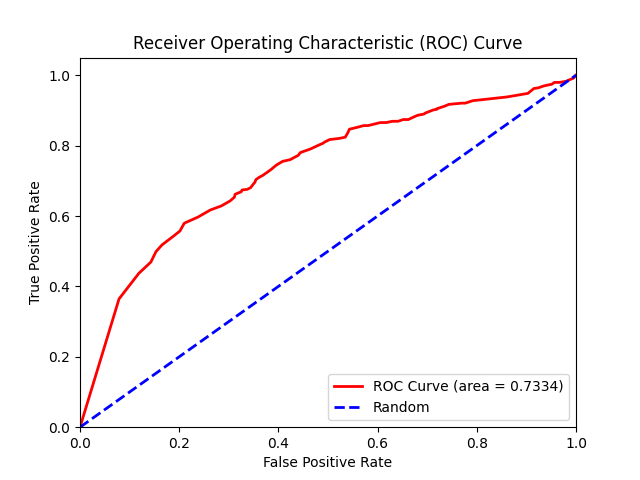 Receiver Operating Characteristic (ROC) Curve
True Positive Rate
1.0
0.8
0.6
0.4
0.2
0.0
ROC Curve (area = 0.7334)
Random
0.0 0.2 0.4 0.6 0.8 1.0
False Positive Rate